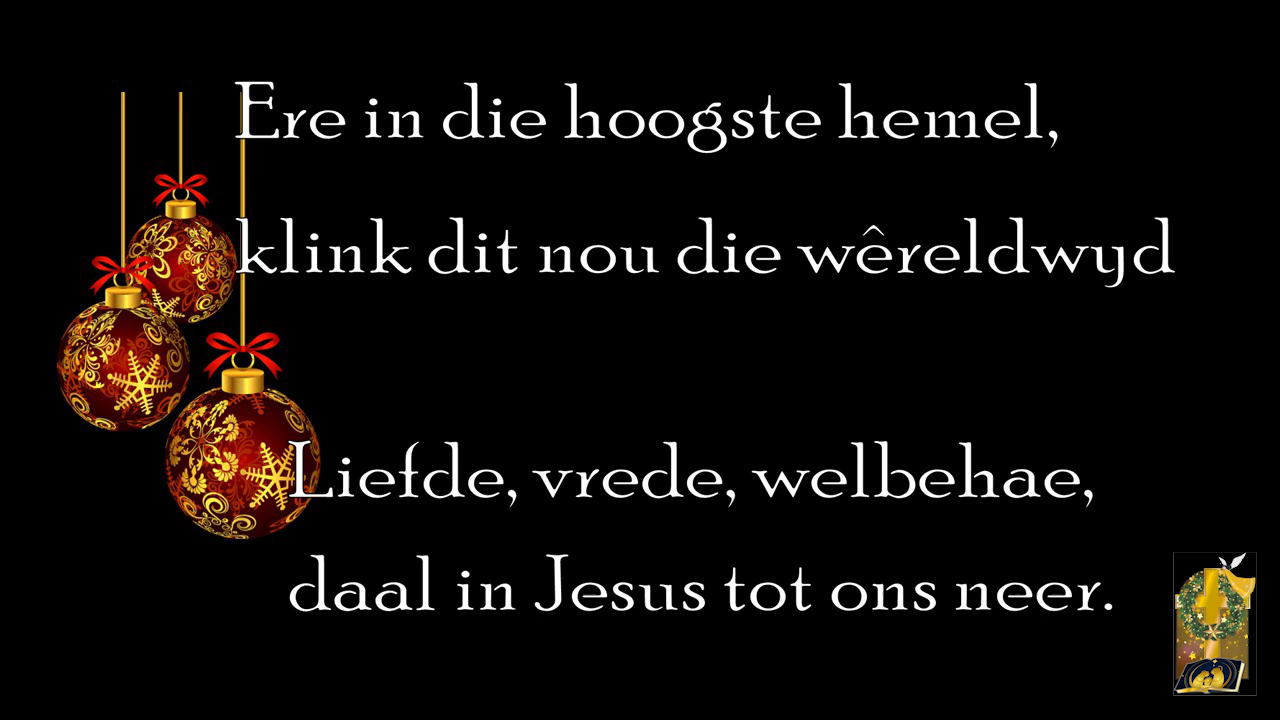 Ere in die hoogste hemel,
klink dit nou die wêreldwyd
Liefde, vrede, welbehae,
daal in Jesus tot ons neer.